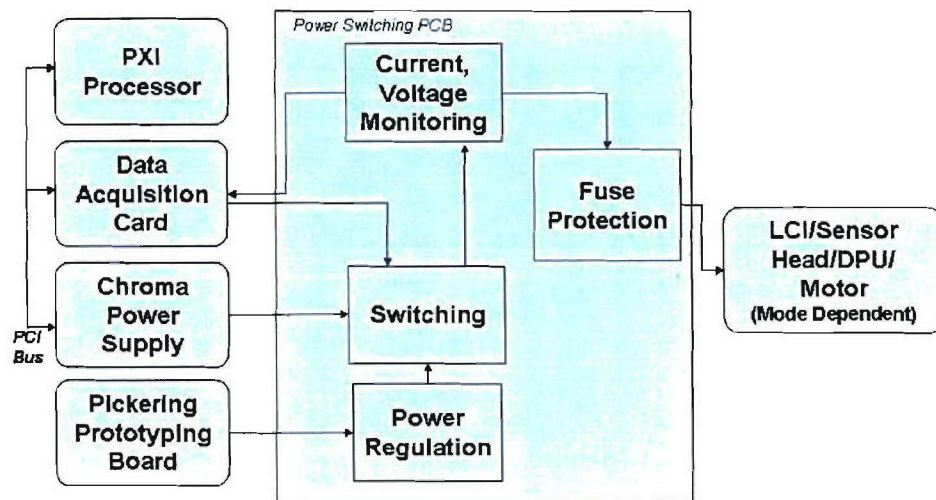 Power Switching PCB
PXI
Processor
Current,
Voltage
Monitoring
Data
Acquisition
Card
Fuse
Protection
LCI/Sensor
Head/DPU/
Motor
(Mode Dependent)
Chroma
Power
Supply
Switching
PCI
Bus
Pickering
Prototyping
Board
Power
Regulation